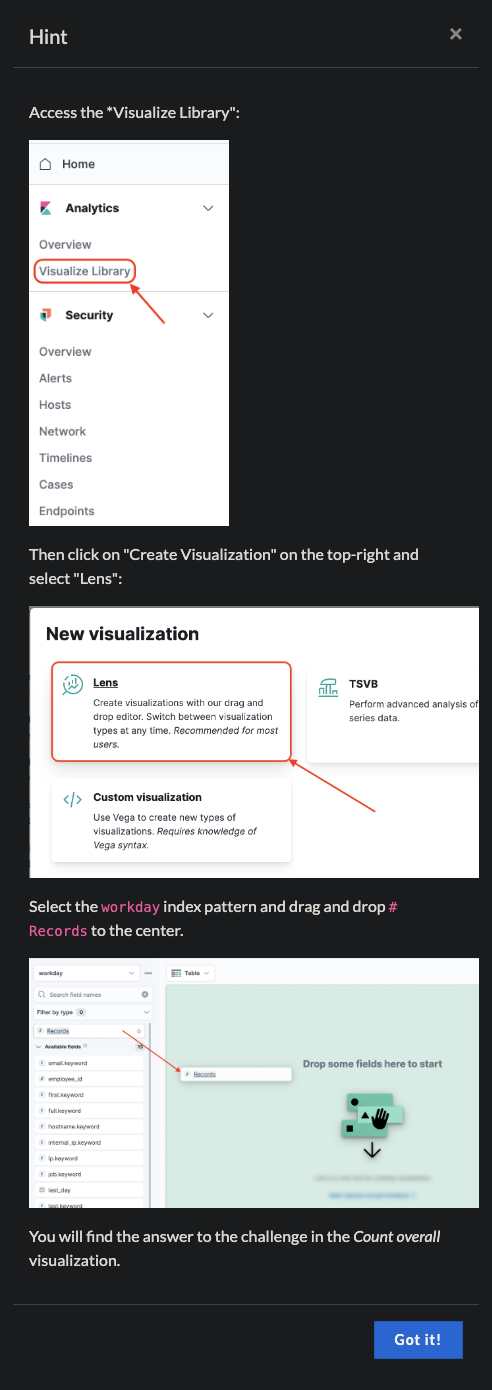 Hint
×
Access the *Visualize Library":
Home
Analytics
Overview
Visualize Library
Security
Overview
Alerts
Hosts
Network
Timelines
Cases
Endpoints
Then click on "Create Visualization" on the top-right and
select "Lens":
New visualization
Lens
Create visualizations with our drag and
drop editor. Switch between visualization
types at any time. Recommended for most
users.
TSVB
Perform advanced analysis of
series data.
Custom visualization
Use Vega to create new types of
visualizations. Requires knowledge of
Vega syntax.
Select the workday index pattern and drag and drop #
Records to the center.
workday
Table
Search field names
Filter by type 0
Records
Available fields 15
email.keyword
employee_id
first.keyword
full.keyword
hostname.keyword
internal_ip.keyword
ip.keyword
job.keyword
last_day
last.keyword
Records
Drop some fields here to start
You will find the answer to the challenge in the Count overall
visualization.
Got it!